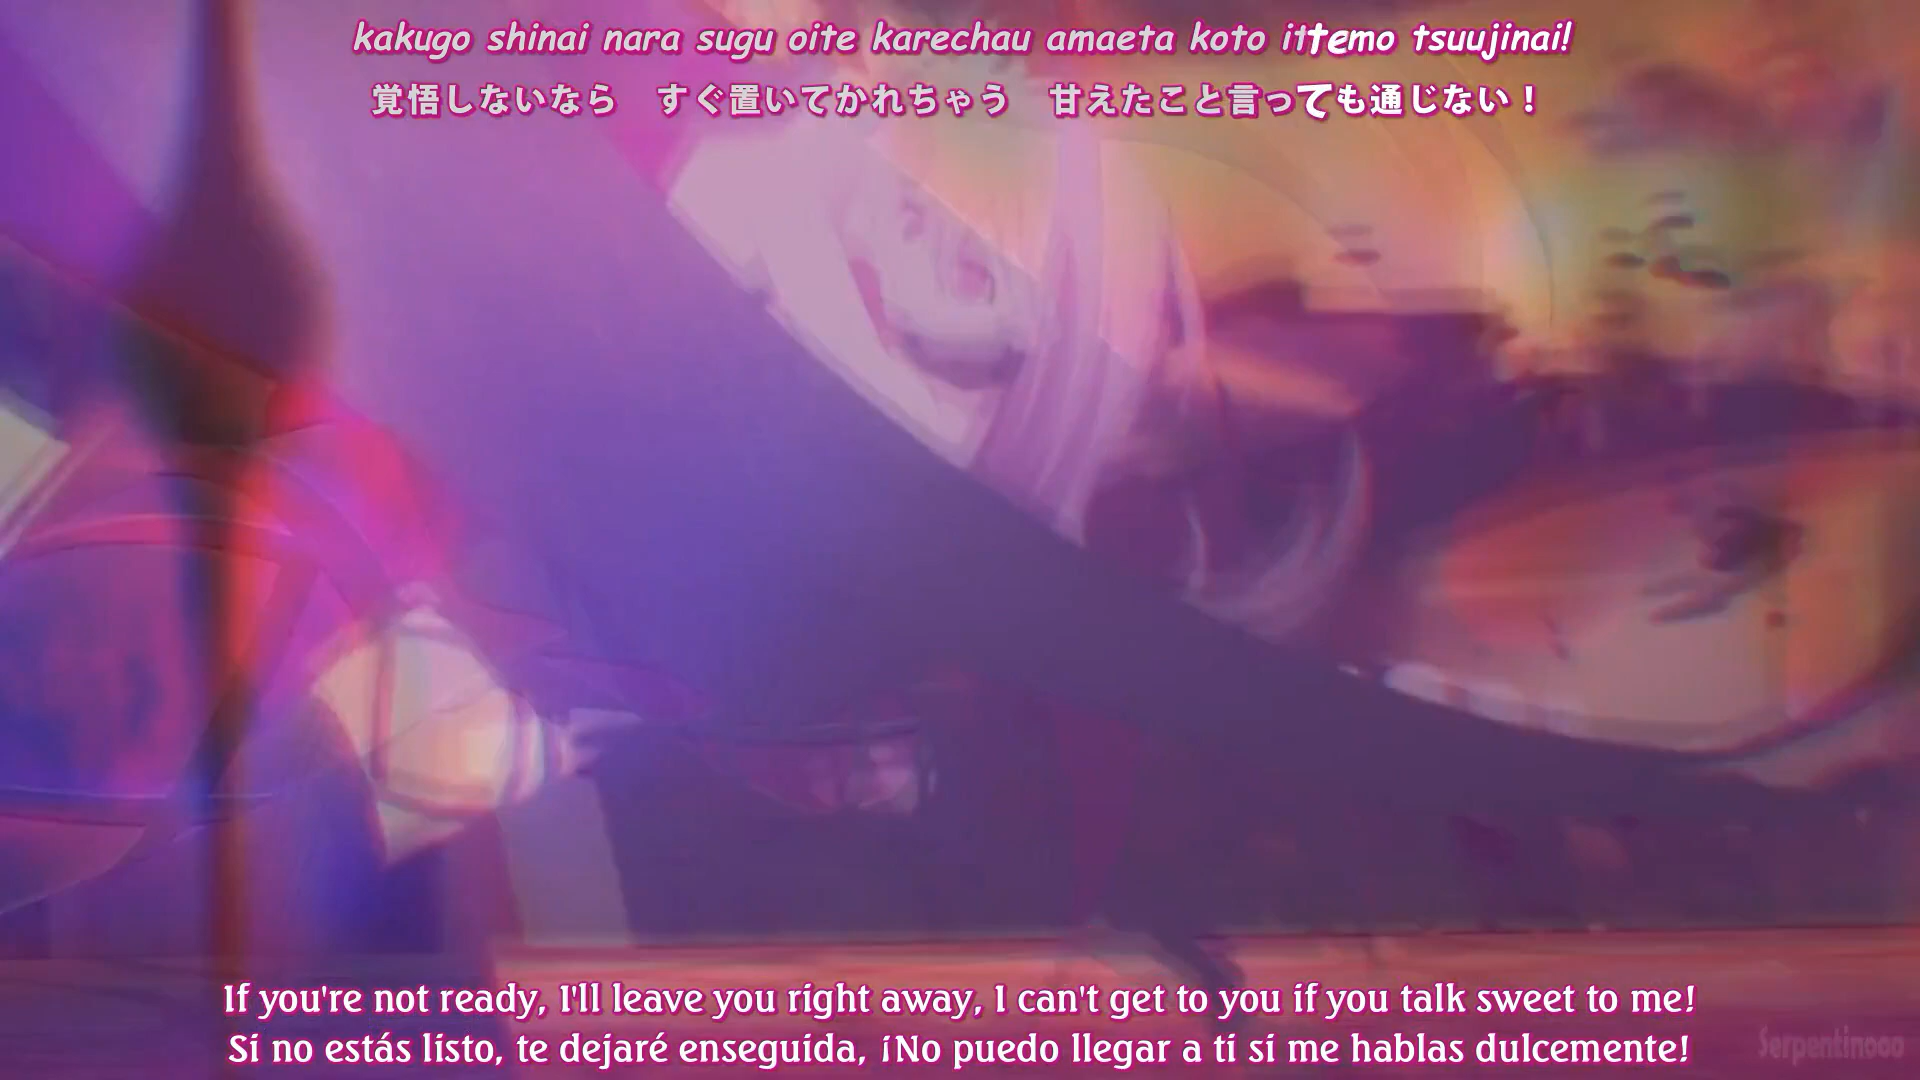 kakugo shinai nara sugu oite karechau amaeta koto ittemo tsuujinai!
覚悟しないなら　すぐ置いてかれちゃう　甘えたこと言っても通じない！
If you're not ready, I'll leave you right away, I can't get to you if you talk sweet to me!
Si no estás listo, te dejaré enseguida, ¡No puedo llegar a tí si me hablas dulcemente!
Serpentinooo